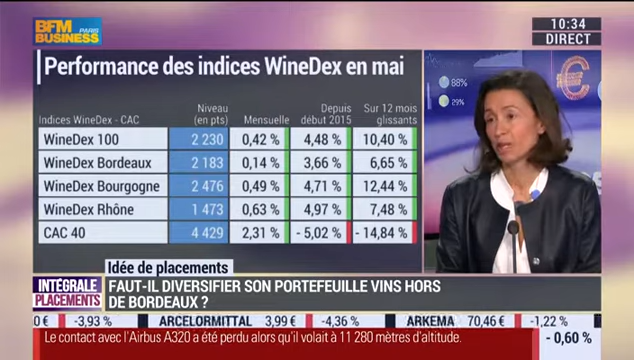 BFM
BUSINESS
PARIS
10:34
DIRECT
Performance des indices WineDex en mai
Indices WineDex - CAC
Niveau (en pts)
Mensuelle
Depuis début 2015
Sur 12 mois glissants
WineDex 100 2 230 0,42 % 4,48 % 10,40 %
WineDex Bordeaux 2 183 0,14 % 3,66 % 6,65 %
WineDex Bourgogne 2 476 0,49 % 4,71 % 12,44 %
WineDex Rhône 1 473 0,63 % 4,97 % 7,48 %
CAC 40 4 429 2,31 % - 5,02 % - 14,84 %
88%
29%
Idée de placements
INTÉGRALE
PLACEMENTS
FAUT-IL DIVERSIFIER SON PORTEFEUILLE VINS HORS
DE BORDEAUX ?
€ -3,93 % ARCELORMITTAL 3,99 € -4,36 % ARKEMA 70,46 € -1,22 %
Le contact avec l'Airbus A320 a été perdu alors qu'il volait à 11 280 mètres d'altitude.
- 0,60 %